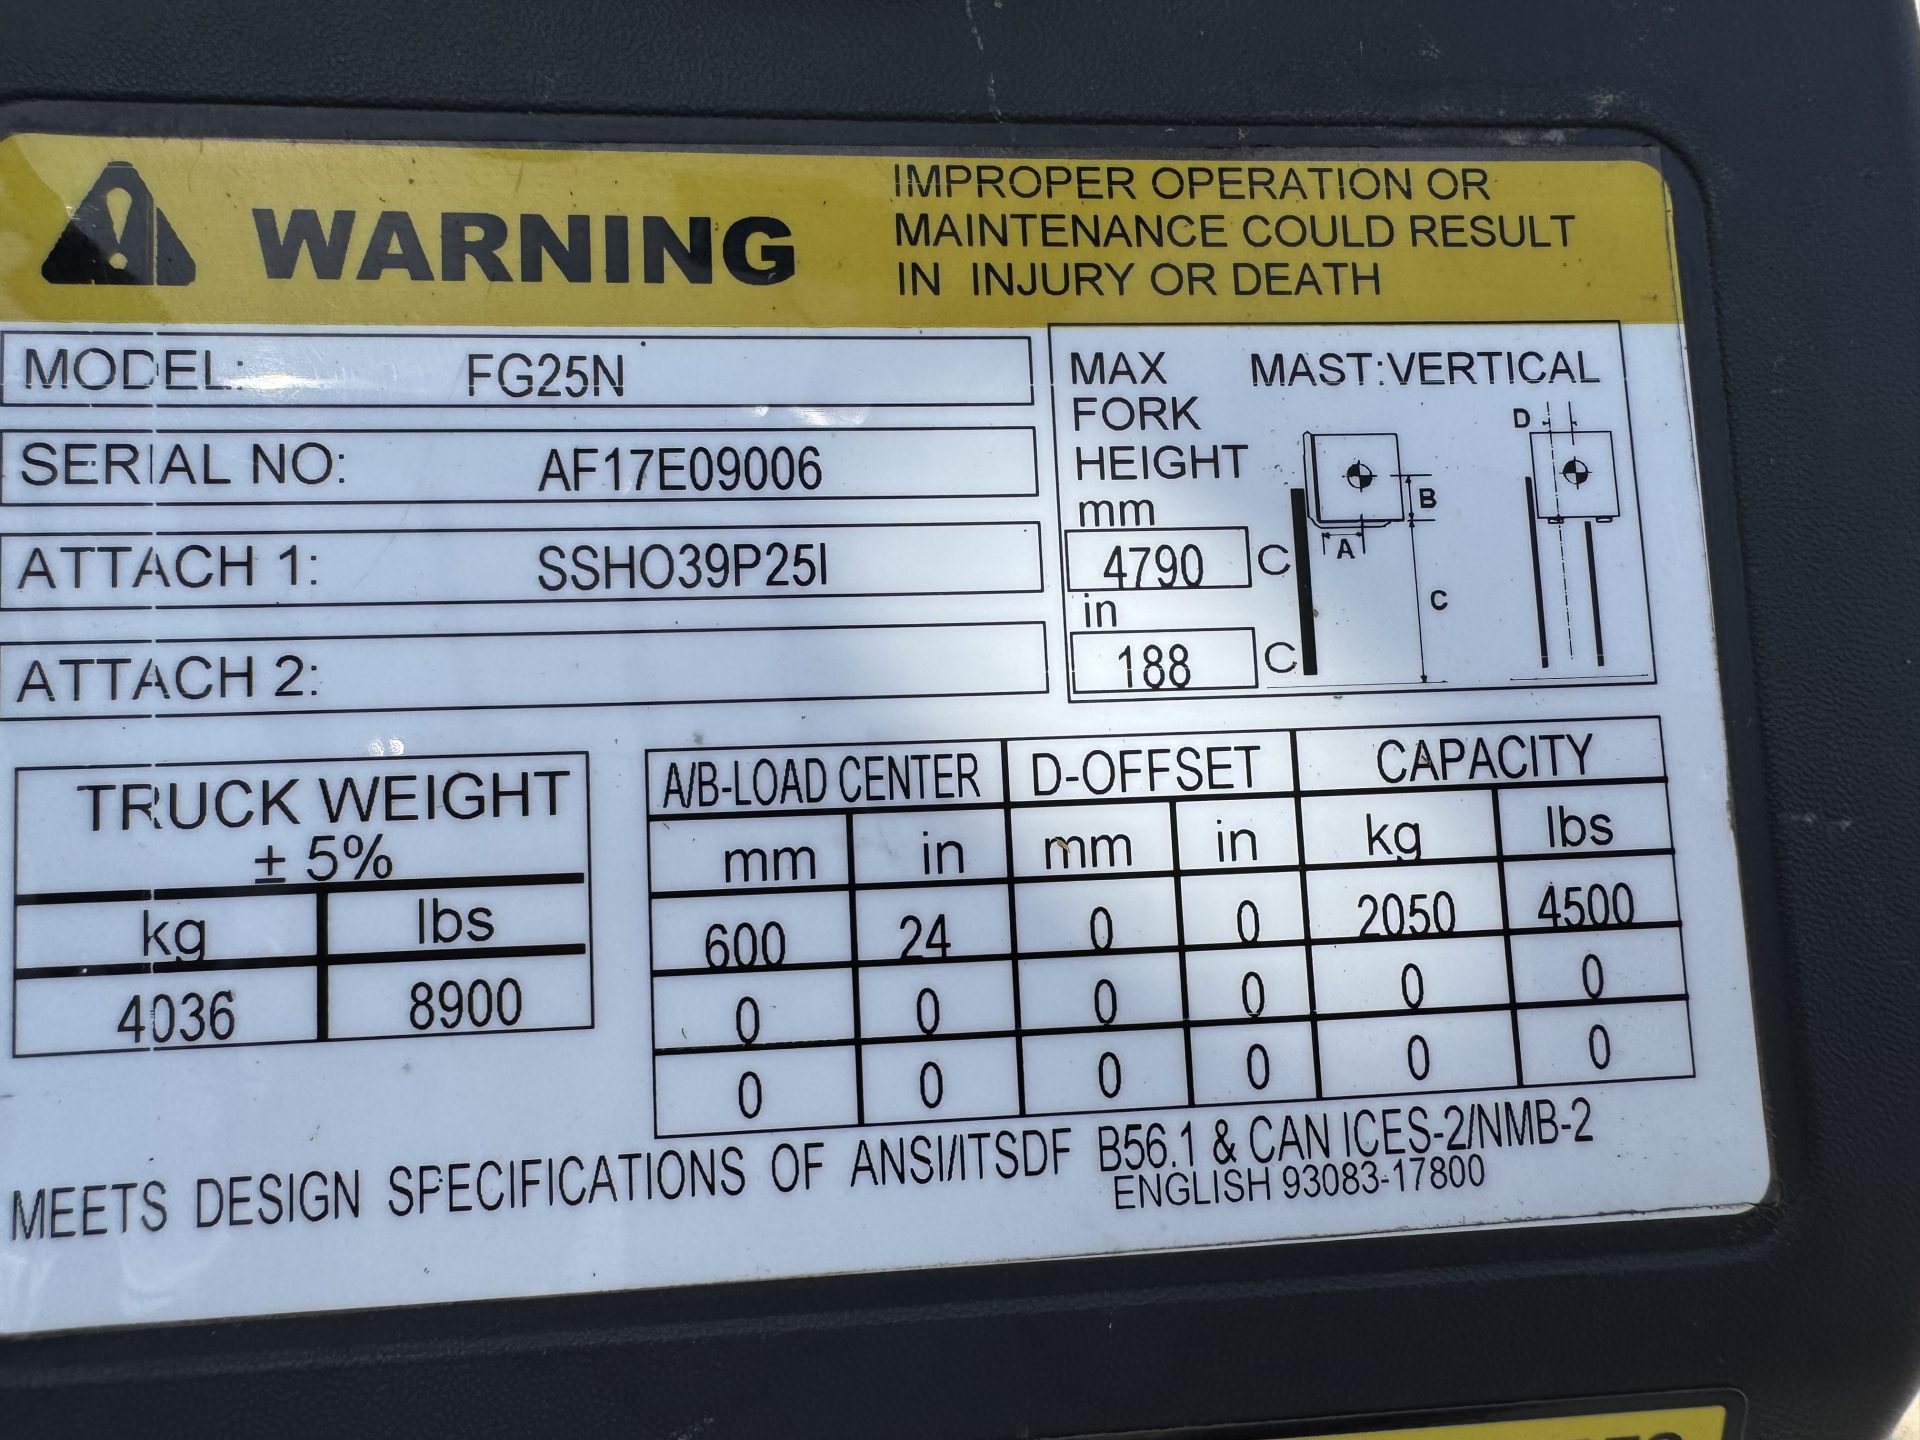 WARNING
IMPROPER OPERATION OR
MAINTENANCE COULD RESULT
IN INJURY OR DEATH
MODEL: FG25N
SERIAL NO: AF17E09006
ATTACH 1: SSHO39P25I
ATTACH 2:
MAX MAST:VERTICAL
FORK
HEIGHT
mm
4790 C
in
188 C
A
B
C
D
TRUCK WEIGHT
± 5%
kg lbs
4036 8900
A/B-LOAD CENTER D-OFFSET CAPACITY
mm in mm in kg lbs
600 24 0 0 2050 4500
0 0 0 0 0 0
0 0 0 0 0 0
MEETS DESIGN SPECIFICATIONS OF ANSI/ITSDF B56.1 & CAN ICES-2/NMB-2
ENGLISH 93083-17800